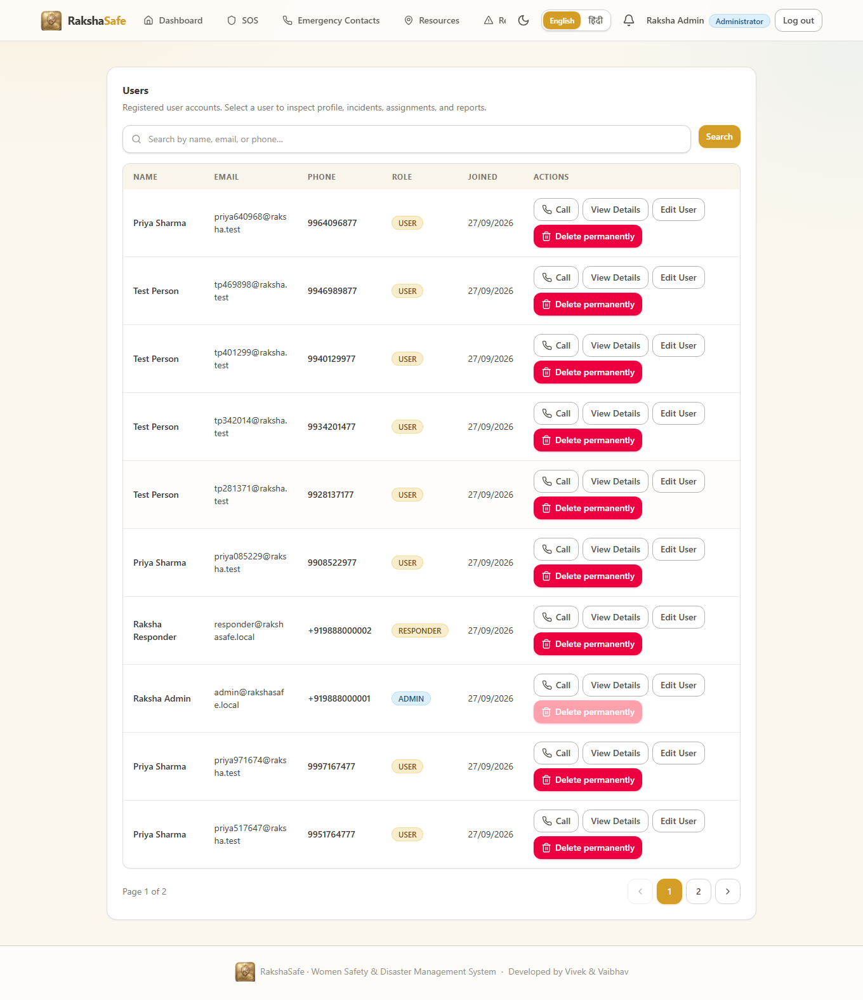 RakshaSafe Dashboard SOS Emergency Contacts Resources English हिंदी Raksha Admin Administrator Log out
Users
Registered user accounts. Select a user to inspect profile, incidents, assignments, and reports.
Search by name, email, or phone... Search
NAME EMAIL PHONE ROLE JOINED ACTIONS
Priya Sharma priya640968@raks 9964096877 USER 27/09/2026 Call View Details Edit User
ha.test Delete permanently
Test Person tp469898@raksha. 9946989877 USER 27/09/2026 Call View Details Edit User
test Delete permanently
Test Person tp401299@raksha. 9940129977 USER 27/09/2026 Call View Details Edit User
test Delete permanently
Test Person tp342014@raksha. 9934201477 USER 27/09/2026 Call View Details Edit User
test Delete permanently
Test Person tp281371@raksha. 9928137177 USER 27/09/2026 Call View Details Edit User
test Delete permanently
Priya Sharma priya085229@raks 9908522977 USER 27/09/2026 Call View Details Edit User
ha.test Delete permanently
Raksha responder@raksh +919888000002 RESPONDER 27/09/2026 Call View Details Edit User
Responder asafe.local Delete permanently
Raksha Admin admin@rakshasaf +919888000001 ADMIN 27/09/2026 Call View Details Edit User
e.local Delete permanently
Priya Sharma priya971674@raks 9997167477 USER 27/09/2026 Call View Details Edit User
ha.test Delete permanently
Priya Sharma priya517647@raks 9951764777 USER 27/09/2026 Call View Details Edit User
ha.test Delete permanently
Page 1 of 2 1 2
RakshaSafe · Women Safety & Disaster Management System · Developed by Vivek & Vaibhav